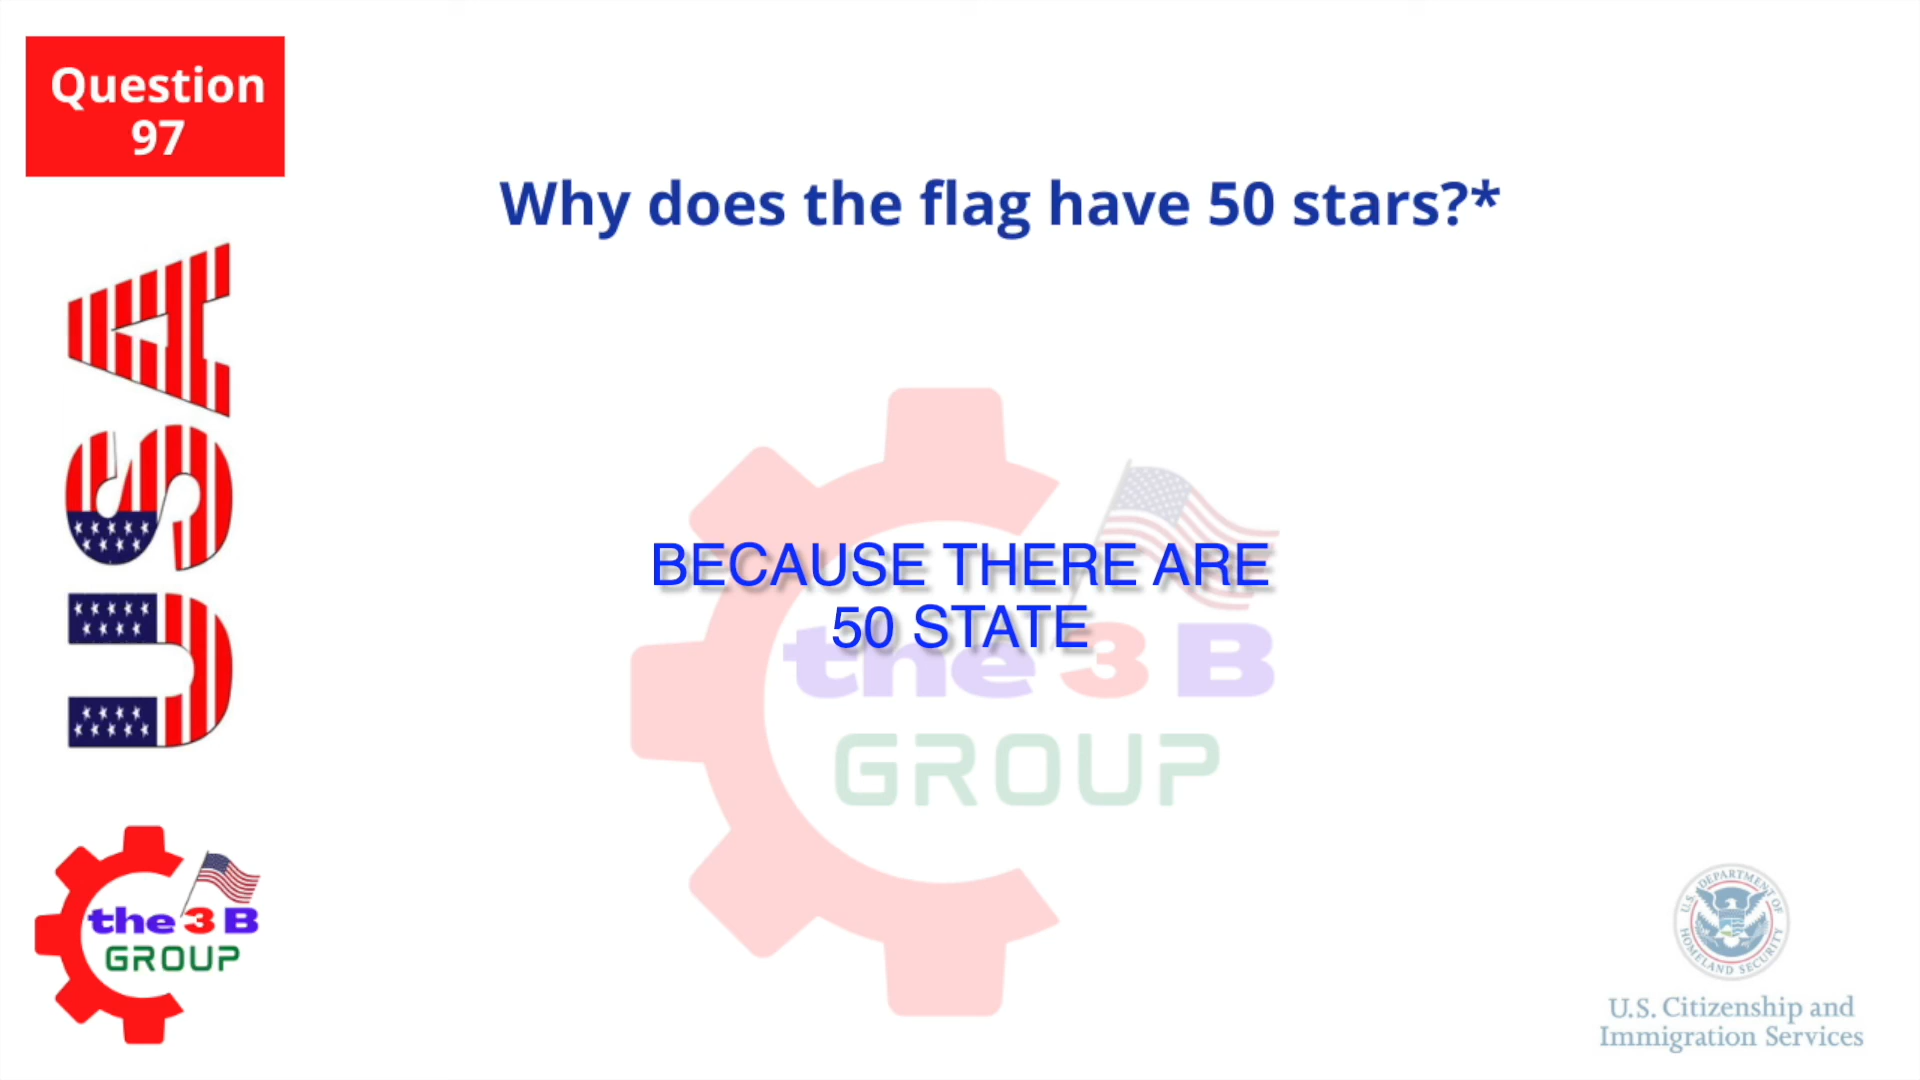 Question
97
Why does the flag have 50 stars?*
USA
BECAUSE THERE ARE
50 STATE
the 3 B
GROUP
the 3 B
GROUP
U.S. DEPARTMENT OF
HOMELAND SECURITY
U.S. Citizenship and
Immigration Services